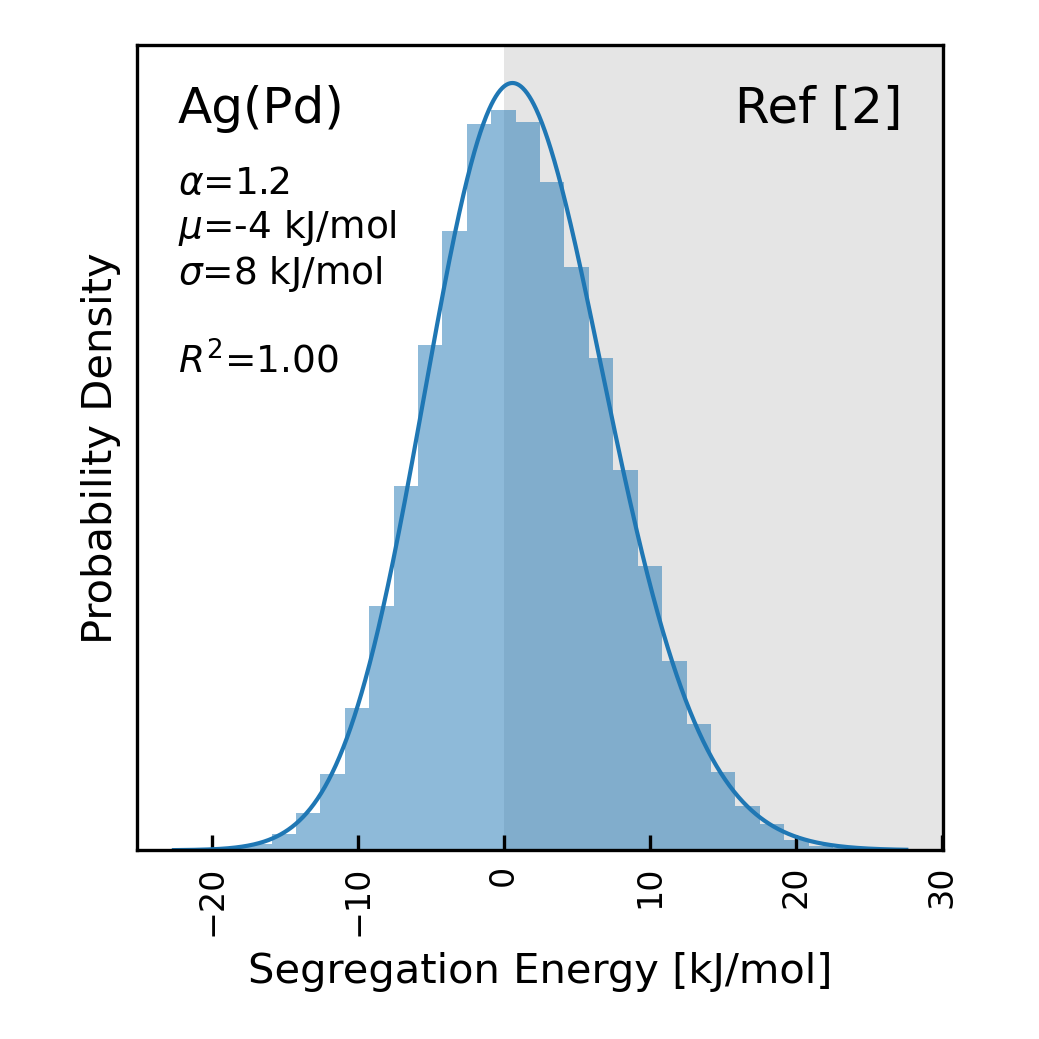 Ag(Pd)
Ref [2]
α=1.2
μ=-4 kJ/mol
σ=8 kJ/mol
R²=1.00
Probability Density
−20 −10 0 10 20 30
Segregation Energy [kJ/mol]